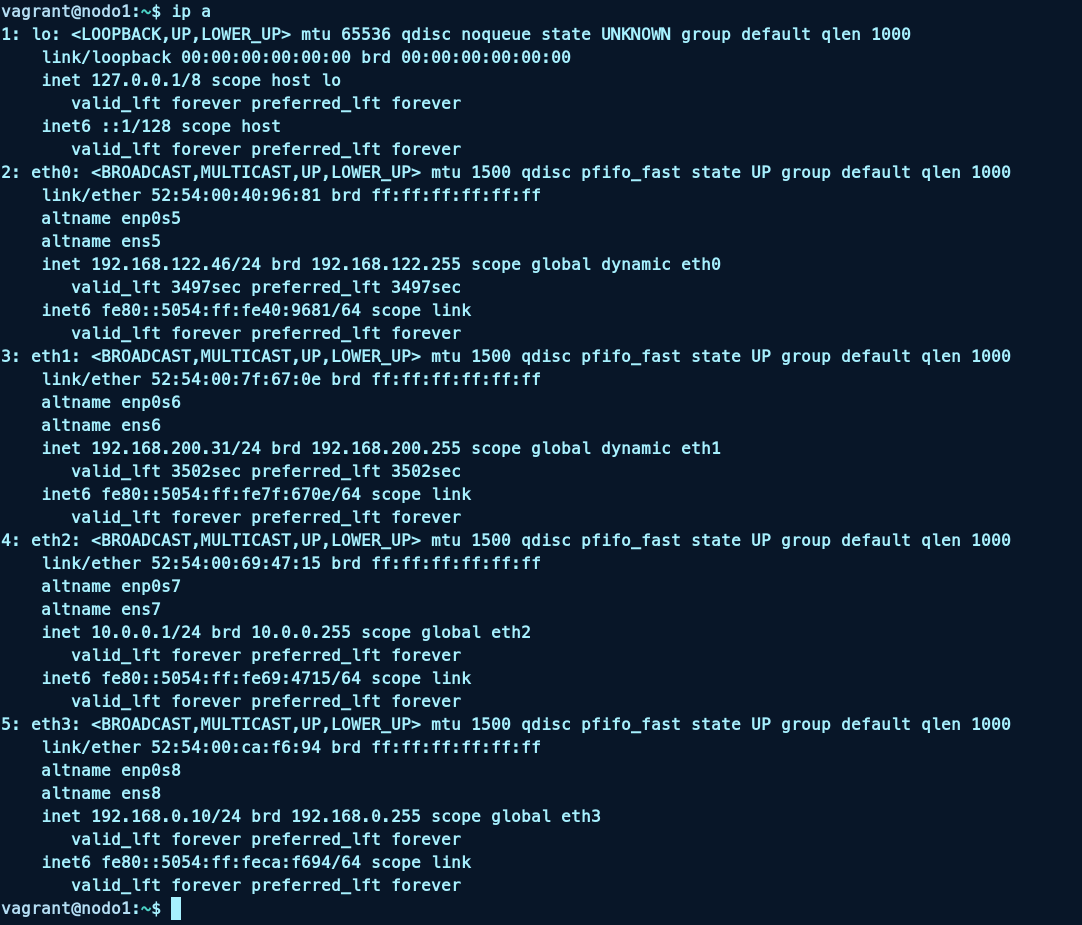 vagrant@nodo1:~$ ip a
1: lo: <LOOPBACK,UP,LOWER_UP> mtu 65536 qdisc noqueue state UNKNOWN group default qlen 1000
    link/loopback 00:00:00:00:00:00 brd 00:00:00:00:00:00
    inet 127.0.0.1/8 scope host lo
       valid_lft forever preferred_lft forever
    inet6 ::1/128 scope host
       valid_lft forever preferred_lft forever
2: eth0: <BROADCAST,MULTICAST,UP,LOWER_UP> mtu 1500 qdisc pfifo_fast state UP group default qlen 1000
    link/ether 52:54:00:40:96:81 brd ff:ff:ff:ff:ff:ff
    altname enp0s5
    altname ens5
    inet 192.168.122.46/24 brd 192.168.122.255 scope global dynamic eth0
       valid_lft 3497sec preferred_lft 3497sec
    inet6 fe80::5054:ff:fe40:9681/64 scope link
       valid_lft forever preferred_lft forever
3: eth1: <BROADCAST,MULTICAST,UP,LOWER_UP> mtu 1500 qdisc pfifo_fast state UP group default qlen 1000
    link/ether 52:54:00:7f:67:0e brd ff:ff:ff:ff:ff:ff
    altname enp0s6
    altname ens6
    inet 192.168.200.31/24 brd 192.168.200.255 scope global dynamic eth1
       valid_lft 3502sec preferred_lft 3502sec
    inet6 fe80::5054:ff:fe7f:670e/64 scope link
       valid_lft forever preferred_lft forever
4: eth2: <BROADCAST,MULTICAST,UP,LOWER_UP> mtu 1500 qdisc pfifo_fast state UP group default qlen 1000
    link/ether 52:54:00:69:47:15 brd ff:ff:ff:ff:ff:ff
    altname enp0s7
    altname ens7
    inet 10.0.0.1/24 brd 10.0.0.255 scope global eth2
       valid_lft forever preferred_lft forever
    inet6 fe80::5054:ff:fe69:4715/64 scope link
       valid_lft forever preferred_lft forever
5: eth3: <BROADCAST,MULTICAST,UP,LOWER_UP> mtu 1500 qdisc pfifo_fast state UP group default qlen 1000
    link/ether 52:54:00:ca:f6:94 brd ff:ff:ff:ff:ff:ff
    altname enp0s8
    altname ens8
    inet 192.168.0.10/24 brd 192.168.0.255 scope global eth3
       valid_lft forever preferred_lft forever
    inet6 fe80::5054:ff:feca:f694/64 scope link
       valid_lft forever preferred_lft forever
vagrant@nodo1:~$